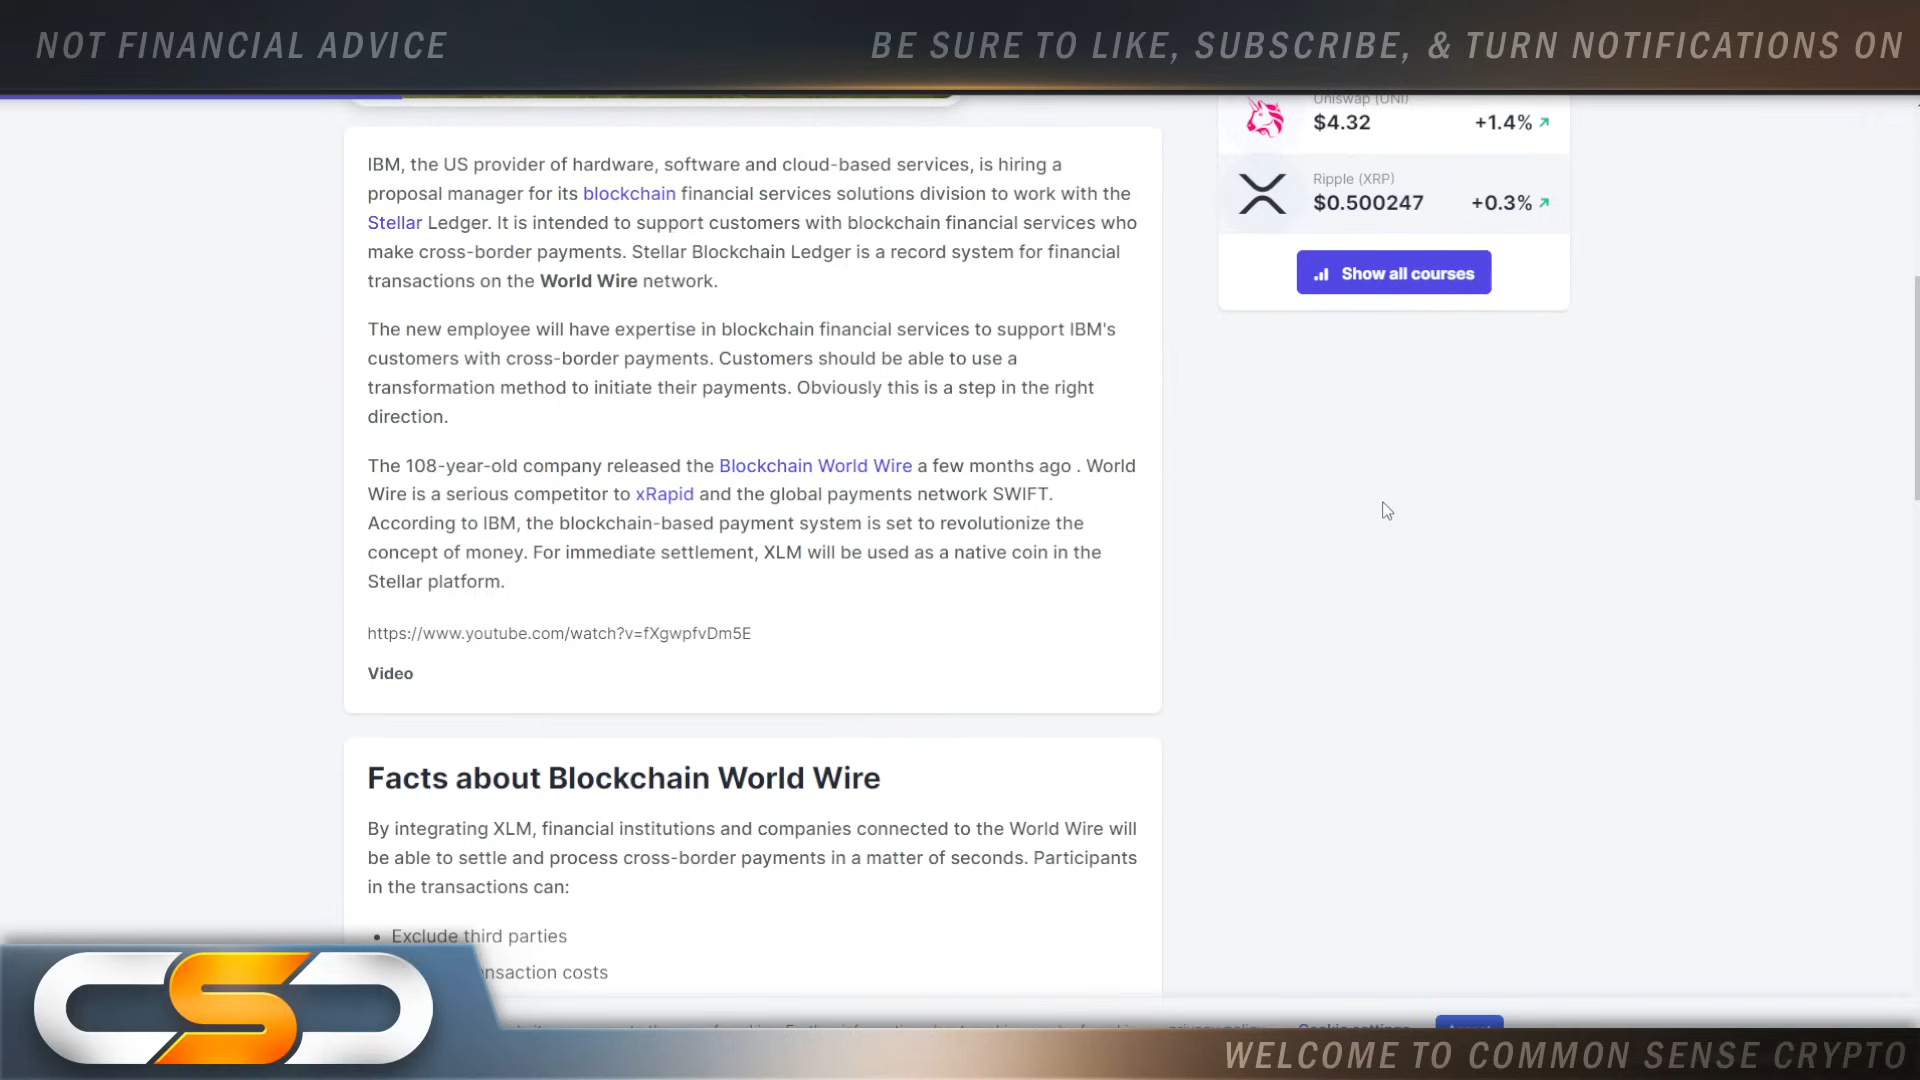 NOT FINANCIAL ADVICE
BE SURE TO LIKE, SUBSCRIBE, & TURN NOTIFICATIONS ON
Uniswap (UNI)
$4.32 +1.4%
Ripple (XRP)
$0.500247 +0.3%
Show all courses
IBM, the US provider of hardware, software and cloud-based services, is hiring a
proposal manager for its blockchain financial services solutions division to work with the
Stellar Ledger. It is intended to support customers with blockchain financial services who
make cross-border payments. Stellar Blockchain Ledger is a record system for financial
transactions on the World Wire network.
The new employee will have expertise in blockchain financial services to support IBM's
customers with cross-border payments. Customers should be able to use a
transformation method to initiate their payments. Obviously this is a step in the right
direction.
The 108-year-old company released the Blockchain World Wire a few months ago . World
Wire is a serious competitor to xRapid and the global payments network SWIFT.
According to IBM, the blockchain-based payment system is set to revolutionize the
concept of money. For immediate settlement, XLM will be used as a native coin in the
Stellar platform.
https://www.youtube.com/watch?v=fXgwpfvDm5E
Video
Facts about Blockchain World Wire
By integrating XLM, financial institutions and companies connected to the World Wire will
be able to settle and process cross-border payments in a matter of seconds. Participants
in the transactions can:
• Exclude third parties
nsaction costs
CSC
WELCOME TO COMMON SENSE CRYPTO